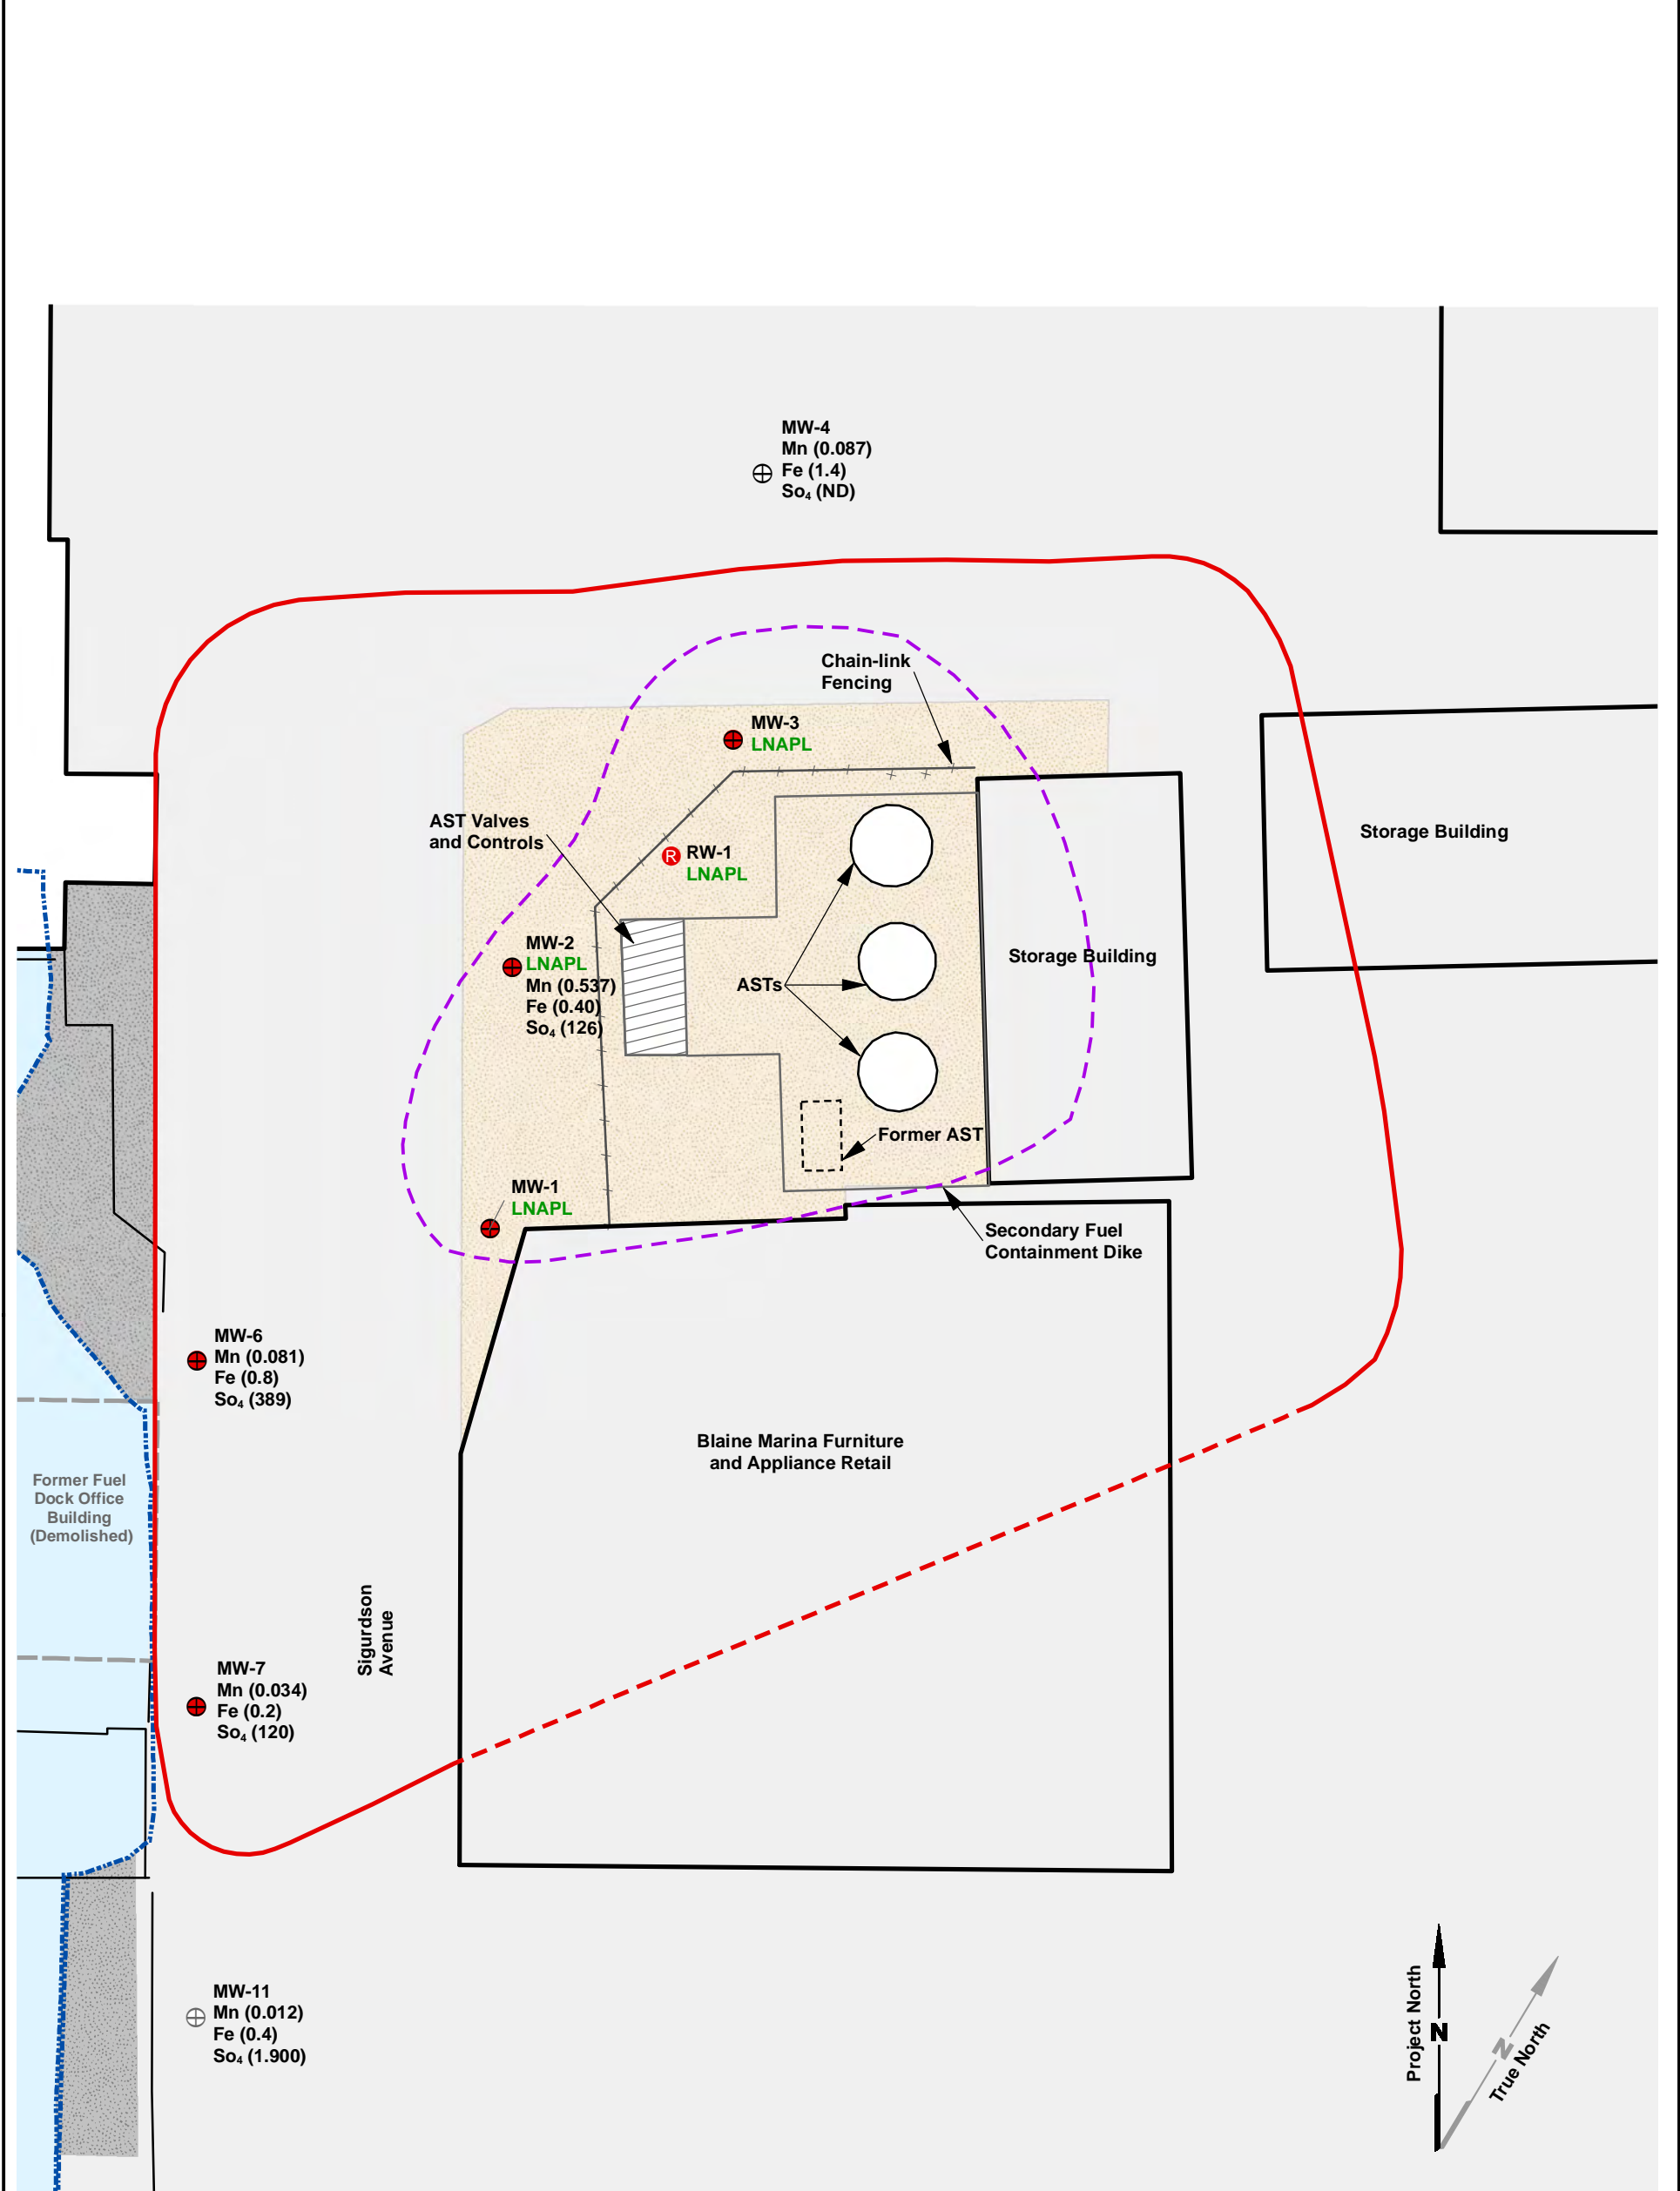 MW-4
Mn (0.087)
Fe (1.4)
So₄ (ND)
Chain-link
Fencing
MW-3
LNAPL
AST Valves
and Controls
RW-1
LNAPL
R
Storage Building
MW-2
LNAPL
Mn (0.537)
Fe (0.40)
So₄ (126)
ASTs
Storage Building
Former AST
MW-1
LNAPL
Secondary Fuel
Containment Dike
MW-6
Mn (0.081)
Fe (0.8)
So₄ (389)
Blaine Marina Furniture
and Appliance Retail
Former Fuel
Dock Office
Building
(Demolished)
Sigurdson
Avenue
MW-7
Mn (0.034)
Fe (0.2)
So₄ (120)
MW-11
Mn (0.012)
Fe (0.4)
So₄ (1.900)
Project North
N
N
True North